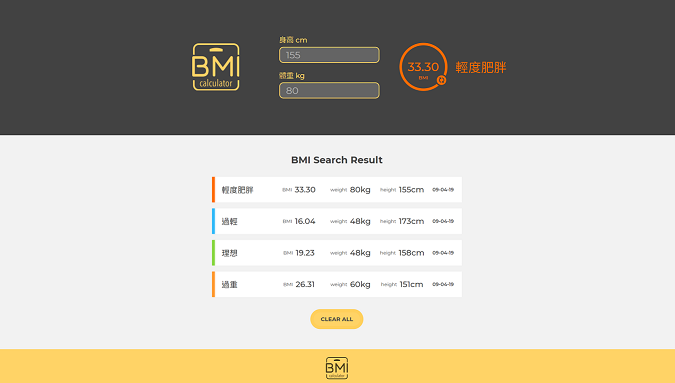 BMI
calculator
身高 cm
155
體重 kg
80
33.30
BMI
輕度肥胖
BMI Search Result
輕度肥胖 BMI 33.30 weight 80kg height 155cm 09-04-19
過輕 BMI 16.04 weight 48kg height 173cm 09-04-19
理想 BMI 19.23 weight 48kg height 158cm 09-04-19
過重 BMI 26.31 weight 60kg height 151cm 09-04-19
CLEAR ALL
BMI
calculator